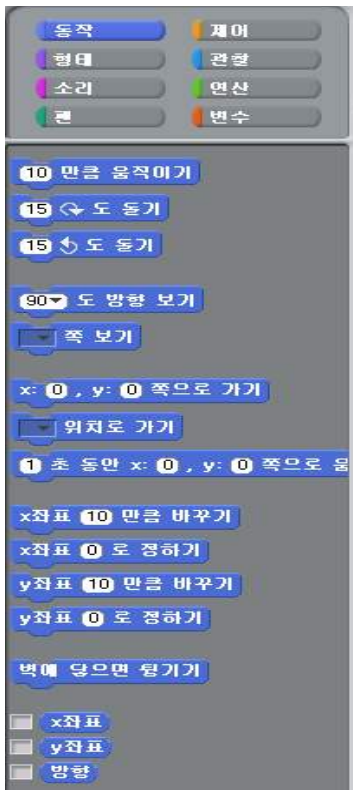 동작 제어
형태 관찰
소리 연산
펜 변수
10 만큼 움직이기
15 도 돌기
15 도 돌기
90 도 방향 보기
쪽 보기
x: 0 , y: 0 쪽으로 가기
위치로 가기
1 초 동안 x: 0 , y: 0 쪽으로 움
x좌표 10 만큼 바꾸기
x좌표 0 로 정하기
y좌표 10 만큼 바꾸기
y좌표 0 로 정하기
벽에 닿으면 튕기기
x좌표
y좌표
방향